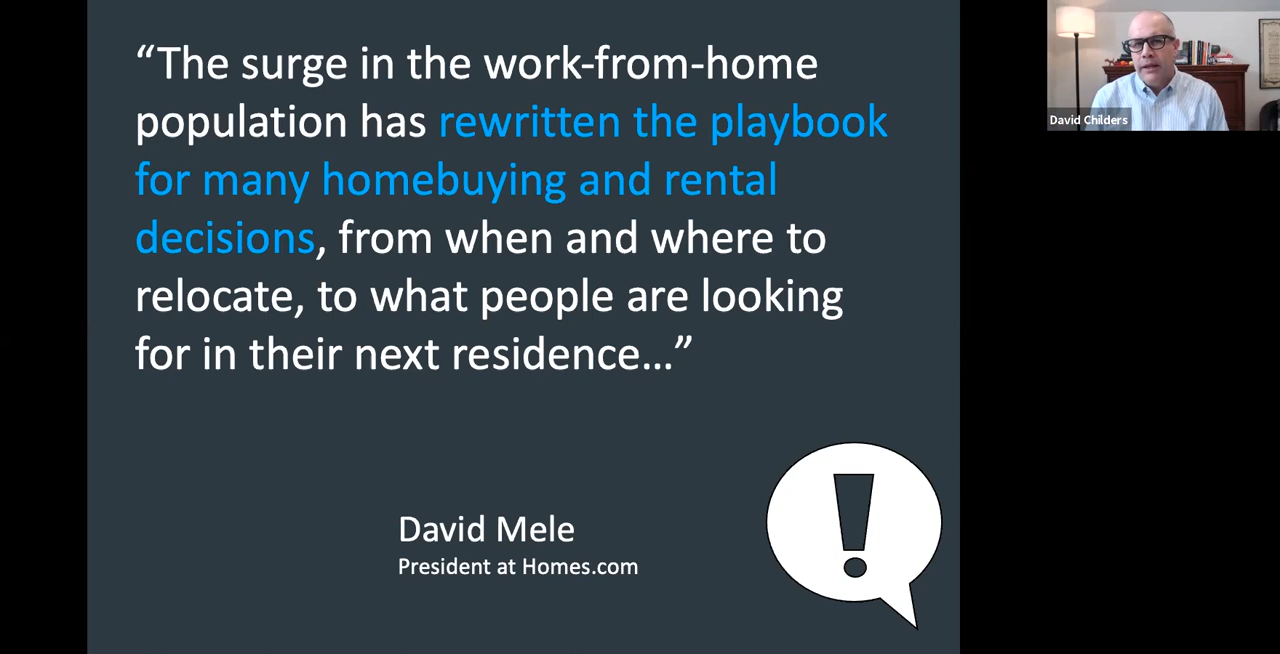 “The surge in the work-from-home
population has rewritten the playbook
for many homebuying and rental
decisions, from when and where to
relocate, to what people are looking
for in their next residence…”
David Mele
President at Homes.com
!
David Childers